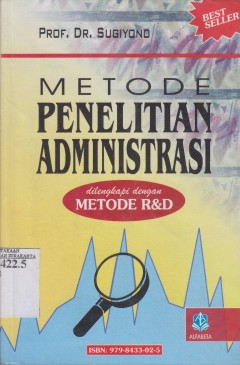 PROF. DR. SUGIYONO
BEST
SELLER
METODE
PENELITIAN
ADMINISTRASI
dilengkapi dengan
METODE R&D
422.5
ALFABETA
ISBN: 979-8433-02-5